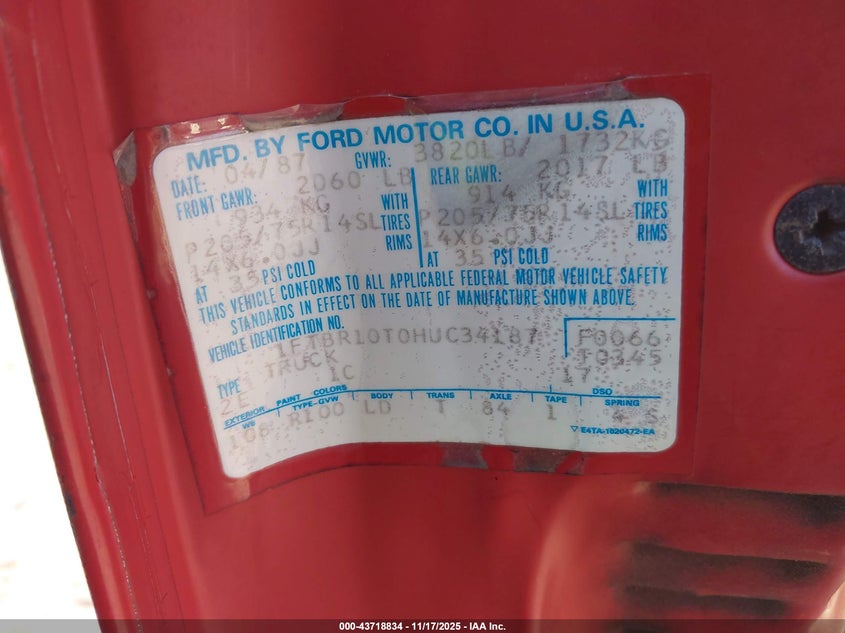 MFD. BY FORD MOTOR CO. IN U.S.A.
DATE: 04/87 GVWR: 3820LB/ 1732KG
FRONT GAWR: 2060 LB REAR GAWR: 2017 LB
934 KG WITH 914 KG WITH
P205/75R14SL TIRES P205/75R14SL TIRES
14X6.0JJ RIMS 14X6.0JJ RIMS
AT 35 PSI COLD AT 35 PSI COLD
THIS VEHICLE CONFORMS TO ALL APPLICABLE FEDERAL MOTOR VEHICLE SAFETY
STANDARDS IN EFFECT ON THE DATE OF MANUFACTURE SHOWN ABOVE.
VEHICLE IDENTIFICATION NO.
1FTBR10T0HUC34187 F0066
TYPE TRUCK T0345
2E 1C 17
EXTERIOR PAINT COLORS DSO
WB TYPE-GVW BODY TRANS AXLE TAPE SPRING
108 R100 LD T 84 1
▽ E4TA-1020472-EA
000-43718834 - 11/17/2025 - IAA Inc.